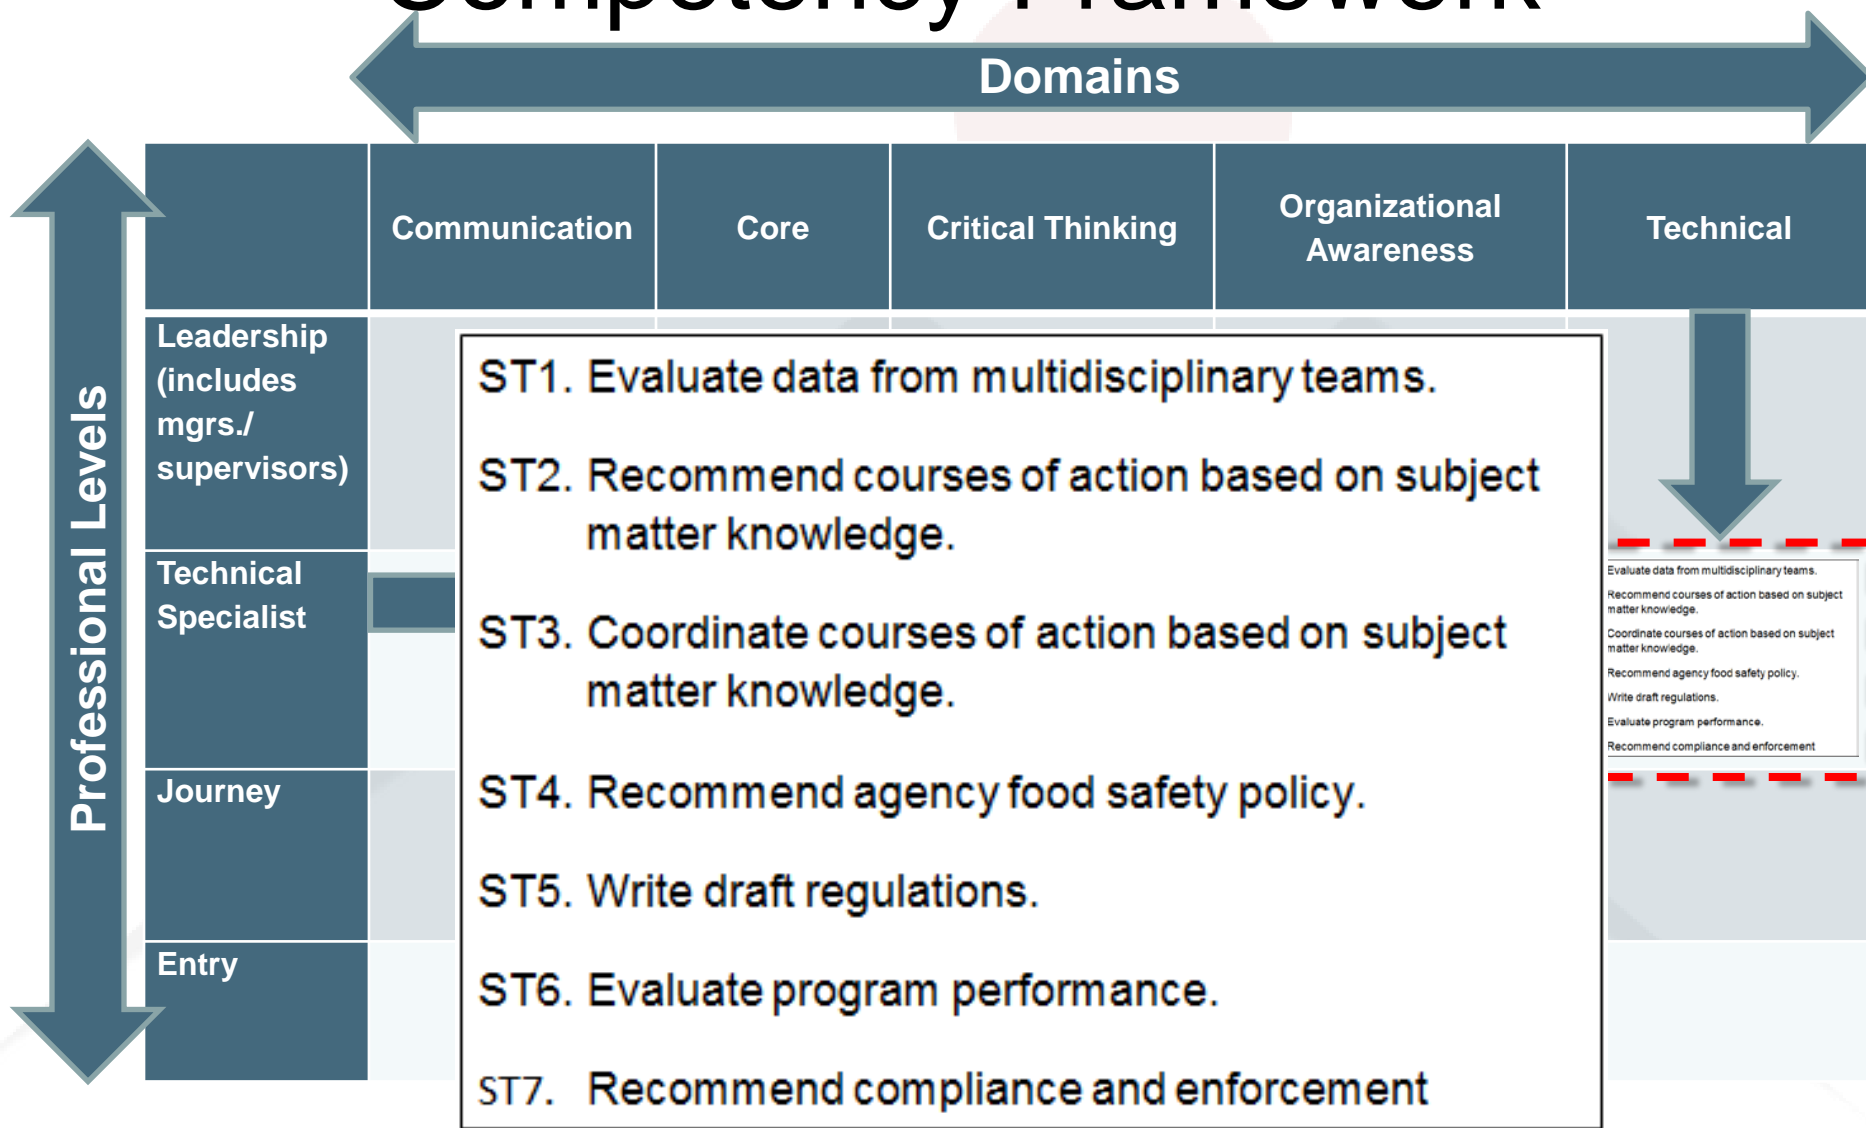 Competency Framework
Domains
Communication
Core
Critical Thinking
Organizational
Awareness
Technical
Professional Levels
Leadership
(includes
mgrs./
supervisors)
Technical
Specialist
Journey
Entry
ST1. Evaluate data from multidisciplinary teams.
ST2. Recommend courses of action based on subject
matter knowledge.
ST3. Coordinate courses of action based on subject
matter knowledge.
ST4. Recommend agency food safety policy.
ST5. Write draft regulations.
ST6. Evaluate program performance.
ST7. Recommend compliance and enforcement
Evaluate data from multidisciplinary teams.
Recommend courses of action based on subject
matter knowledge.
Coordinate courses of action based on subject
matter knowledge.
Recommend agency food safety policy.
Write draft regulations.
Evaluate program performance.
Recommend compliance and enforcement